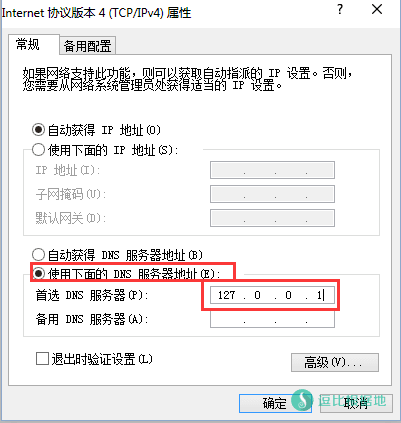 Internet 协议版本 4 (TCP/IPv4) 属性
常规 备用配置
如果网络支持此功能，则可以获取自动指派的 IP 设置。否则，
您需要从网络系统管理员处获得适当的 IP 设置。
自动获得 IP 地址(O)
使用下面的 IP 地址(S):
IP 地址(I):
子网掩码(U):
默认网关(D):
自动获得 DNS 服务器地址(B)
使用下面的 DNS 服务器地址(E):
首选 DNS 服务器(P): 127 . 0 . 0 . 1
备用 DNS 服务器(A):
退出时验证设置(L)
高级(V)...
确定 取消
逗比根据地